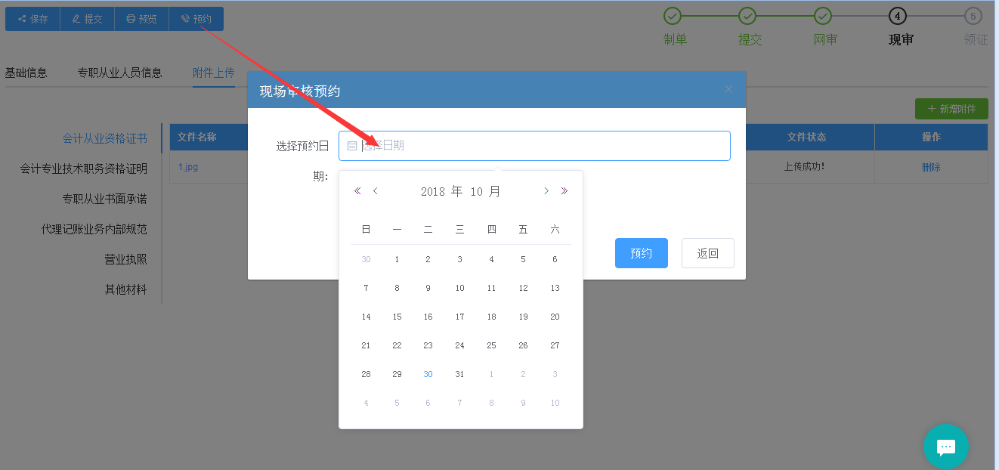 保存 提交 预览 预约
4 5
制单 提交 网审 现审 领证
基础信息 专职从业人员信息 附件上传
现场审核预约
新增附件
会计从业资格证书
会计专业技术职务资格证明
专职从业书面承诺
代理记账业务内部规范
营业执照
其他材料
文件名称 文件状态 操作
1.jpg 上传成功! 删除
选择预约日
期:
选择日期
2018 年 10 月
日 一 二 三 四 五 六
30 1 2 3 4 5 6
7 8 9 10 11 12 13
14 15 16 17 18 19 20
21 22 23 24 25 26 27
28 29 30 31 1 2 3
4 5 6 7 8 9 10
预约 返回